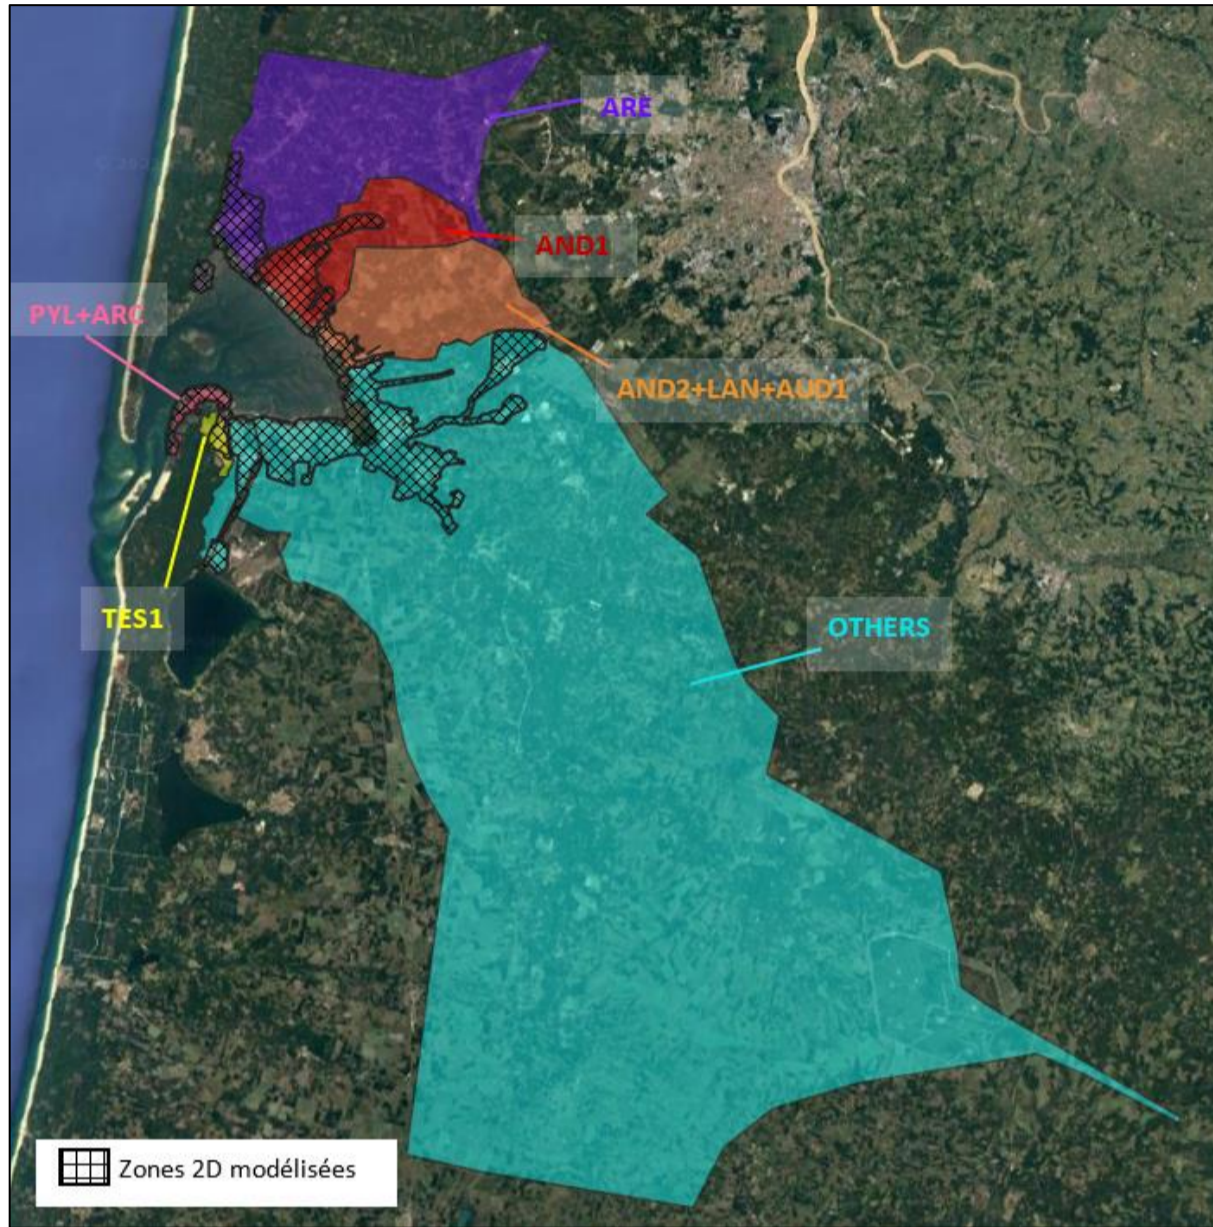 ARE
AND1
PYL+ARC
AND2+LAN+AUD1
TES1
OTHERS
Zones 2D modélisées